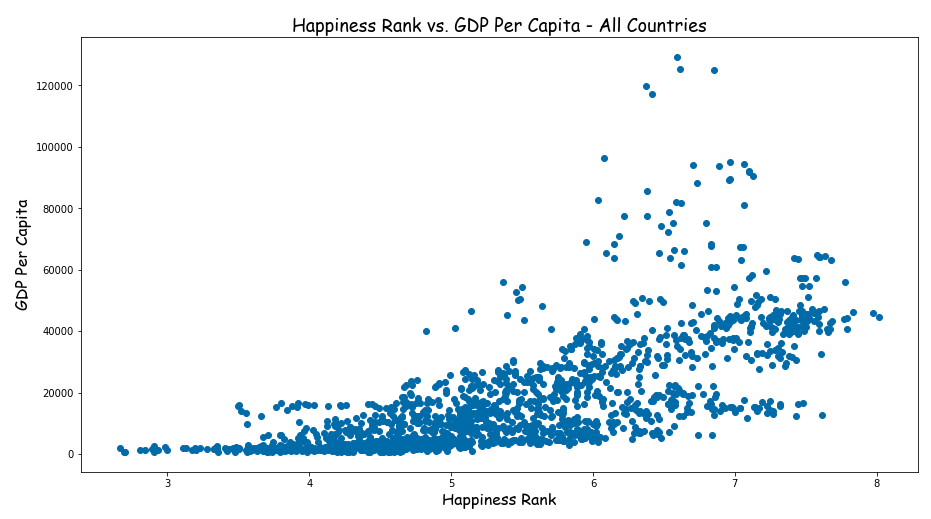 Happiness Rank vs. GDP Per Capita - All Countries
120000
100000
80000
60000
40000
20000
0
GDP Per Capita
3 4 5 6 7 8
Happiness Rank